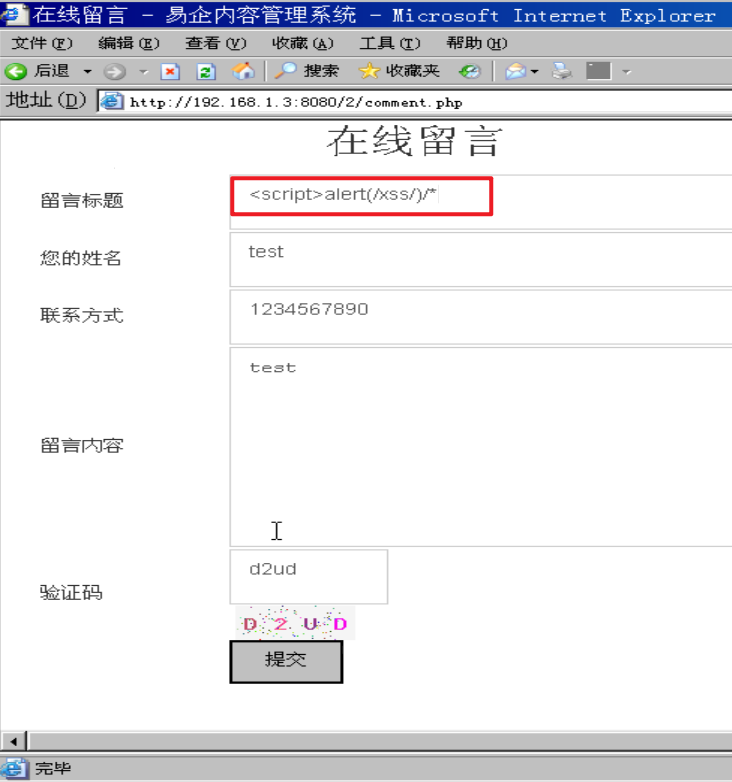 在线留言 - 易企内容管理系统 - Microsoft Internet Explorer
文件(F) 编辑(E) 查看(V) 收藏(A) 工具(T) 帮助(H)
后退 搜索 收藏夹
地址(D) http://192.168.1.3:8080/2/comment.php
在线留言
留言标题 <script>alert(/xss/)/*
您的姓名 test
联系方式 1234567890
留言内容 test
验证码 d2ud
D2UD
提交
完毕